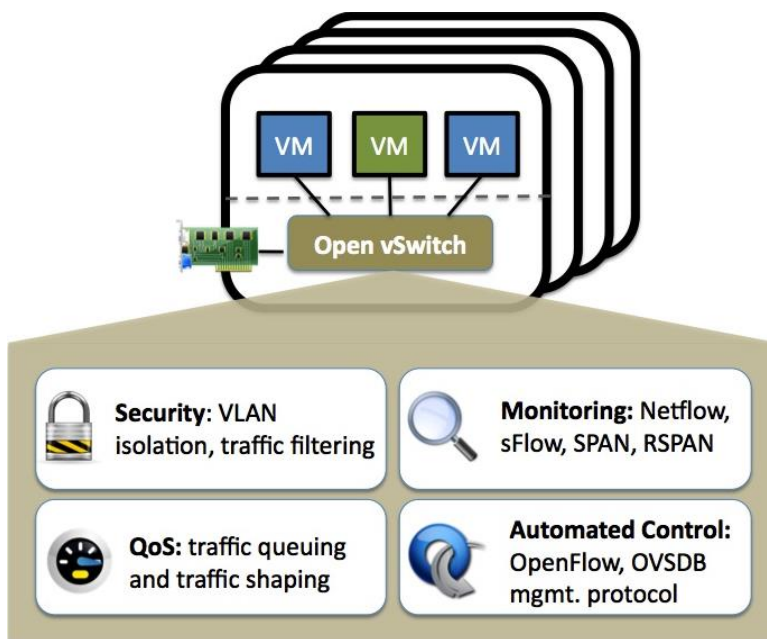 VM
VM
VM
Open vSwitch
Security: VLAN
isolation, traffic filtering
Monitoring: Netflow,
sFlow, SPAN, RSPAN
QoS: traffic queuing
and traffic shaping
Automated Control:
OpenFlow, OVSDB
mgmt. protocol